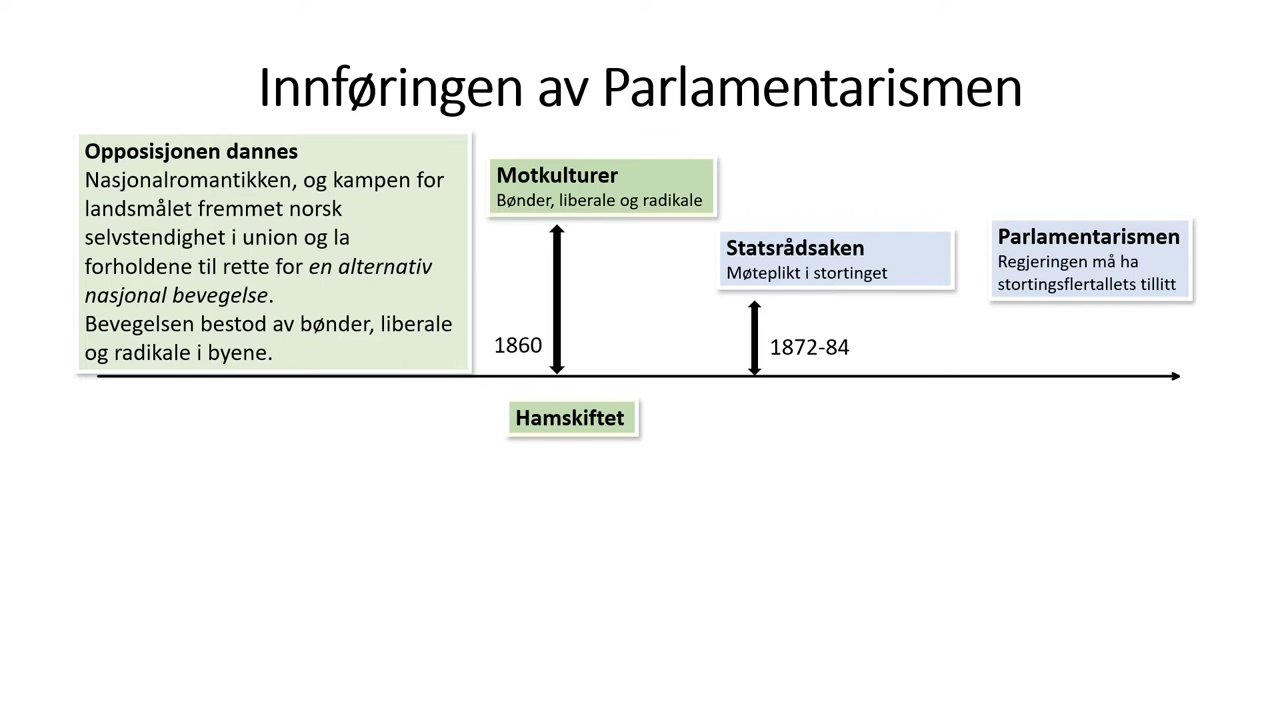 Innføringen av Parlamentarismen
Opposisjonen dannes
Nasjonalromantikken, og kampen for
landsmålet fremmet norsk
selvstendighet i union og la
forholdene til rette for en alternativ
nasjonal bevegelse.
Bevegelsen bestod av bønder, liberale
og radikale i byene.
Motkulturer
Bønder, liberale og radikale
Statsrådsaken
Møteplikt i stortinget
Parlamentarismen
Regjeringen må ha
stortingsflertallets tillitt
1860
1872-84
Hamskiftet